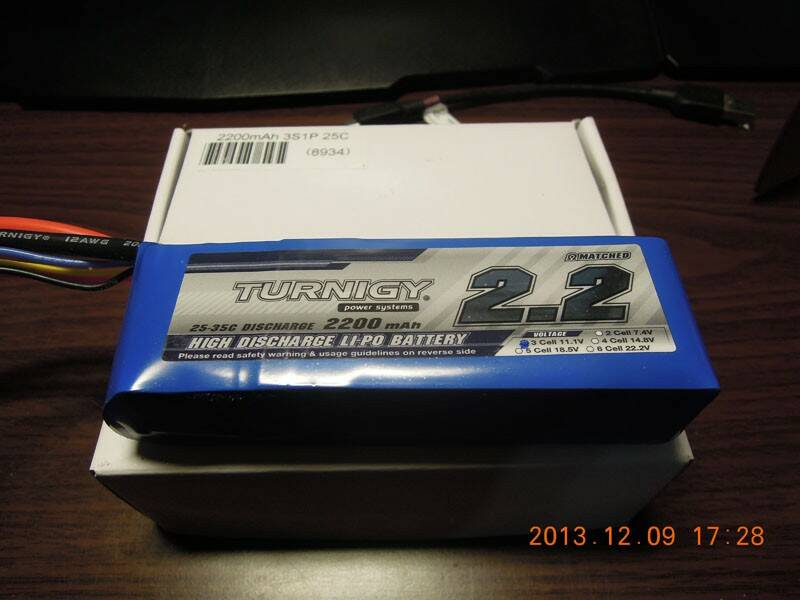 2200mAh 3S1P 25C
(8934)
RNIGY® 12AWG 20
MATCHED
TURNIGY®
power systems
2.2
25-35C DISCHARGE 2200 mAh
HIGH DISCHARGE LI-PO BATTERY
Please read safety warning & usage guidelines on reverse side
VOLTAGE
2 Cell 7.4V
3 Cell 11.1V
4 Cell 14.8V
5 Cell 18.5V
6 Cell 22.2V
2013.12.09 17:28